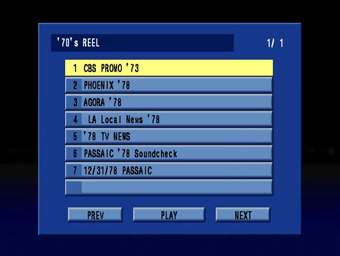 '70's REEL 1/ 1
1 CBS PROMO '73
2 PHOENIX '78
3 AGORA '78
4 LA Local News '78
5 '78 TV NEWS
6 PASSAIC '78 Soundcheck
7 12/31/78 PASSAIC
PREV PLAY NEXT